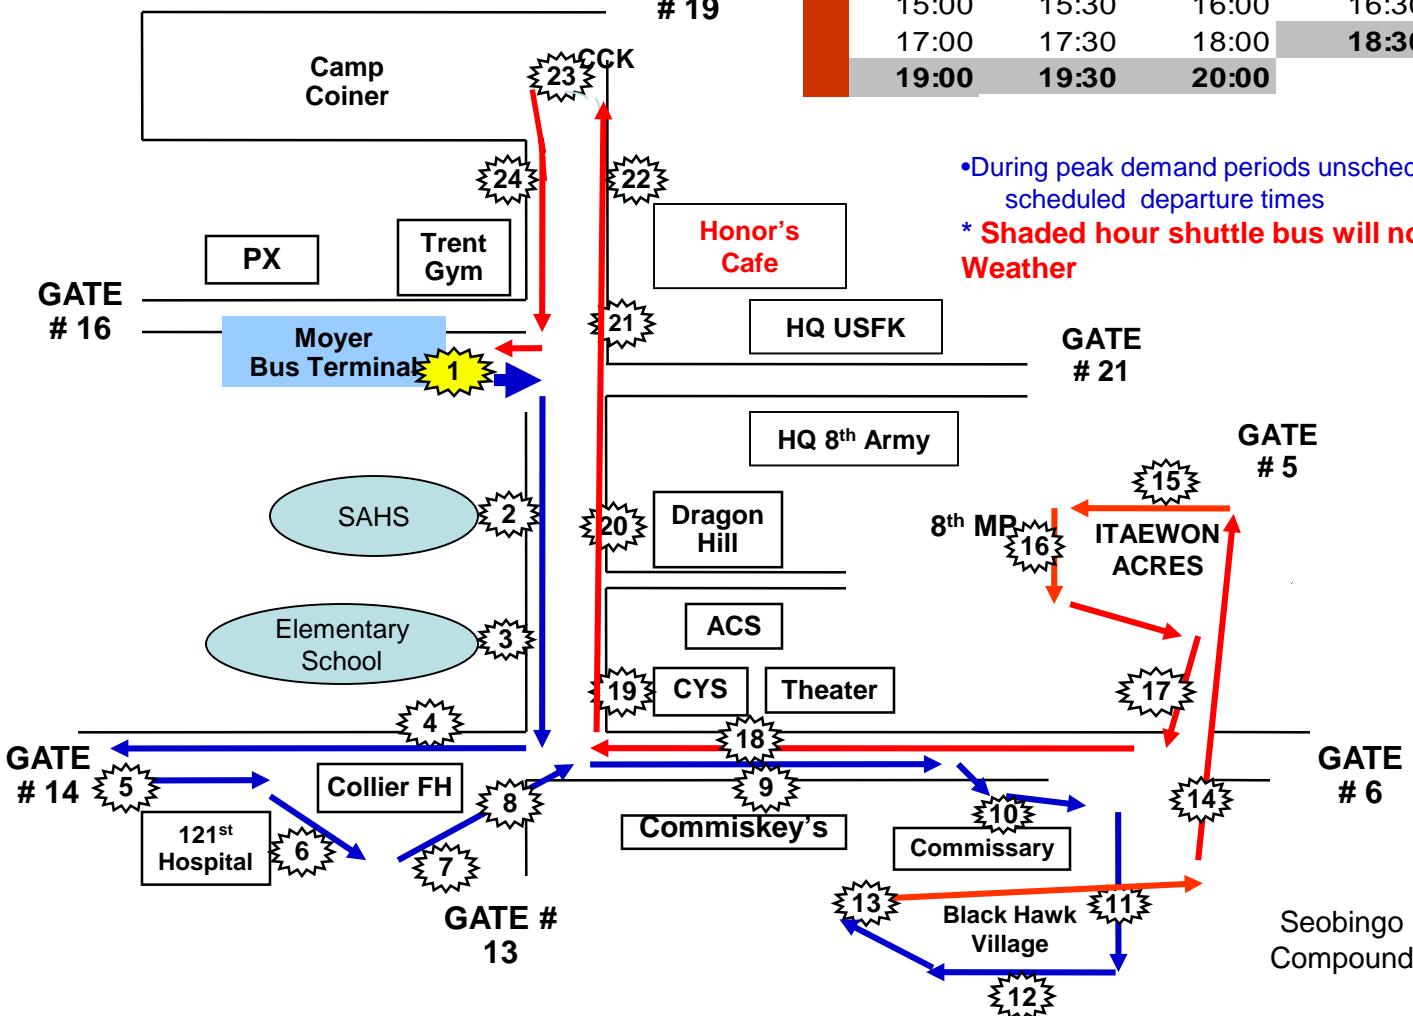 # 19
15:00 15:30 16:00 16:30
17:00 17:30 18:00 18:30
19:00 19:30 20:00
CCK
23
Camp
Coiner
•During peak demand periods unsched
scheduled departure times
* Shaded hour shuttle bus will no
Weather
24
22
PX
Trent
Gym
Honor's
Cafe
GATE
# 16
Moyer
Bus Terminal
1
21
HQ USFK
GATE
# 21
HQ 8th Army
GATE
# 5
15
SAHS
2
20
Dragon
Hill
8th MP
16
ITAEWON
ACRES
Elementary
School
3
ACS
19
CYS
Theater
17
4
18
GATE
# 14
5
Collier FH
8
9
10
14
GATE
# 6
121st
Hospital
6
7
Commiskey's
Commissary
13
11
Black Hawk
Village
12
GATE #
13
Seobingo
Compound